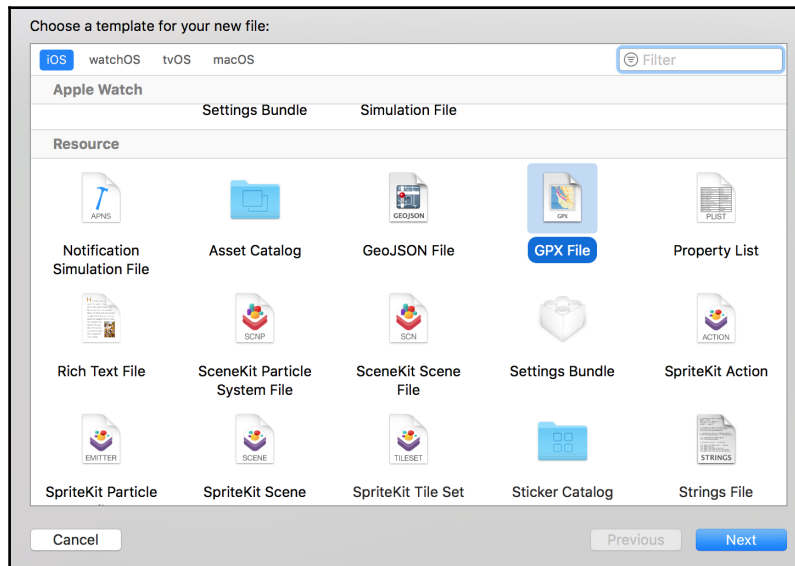 Choose a template for your new file:
iOS watchOS tvOS macOS Filter
Apple Watch
Settings Bundle Simulation File
Resource
APNS GEOJSON GPX PLIST
Notification Simulation File Asset Catalog GeoJSON File GPX File Property List
SCNP SCN ACTION
Rich Text File SceneKit Particle System File SceneKit Scene File Settings Bundle SpriteKit Action
EMITTER SCENE TILESET STRINGS
SpriteKit Particle SpriteKit Scene SpriteKit Tile Set Sticker Catalog Strings File
Cancel Previous Next